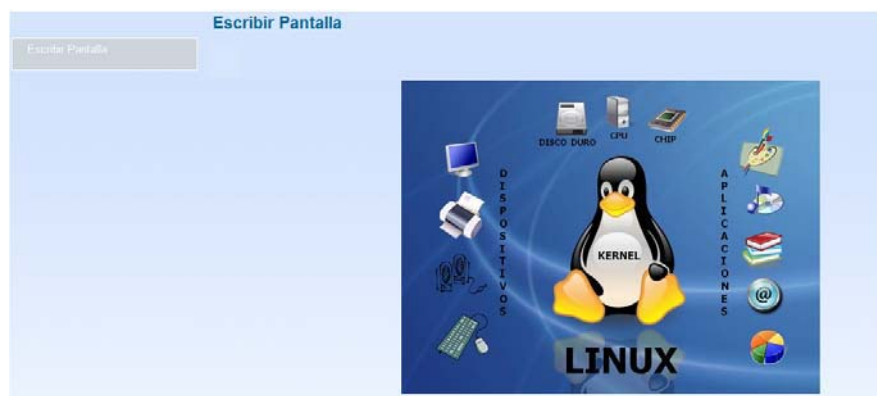 Escribir Pantalla
Escribir Pantalla
DISCO DURO
CPU
CHIP
DISPOSITIVOS
APLICACIONES
KERNEL
@
LINUX